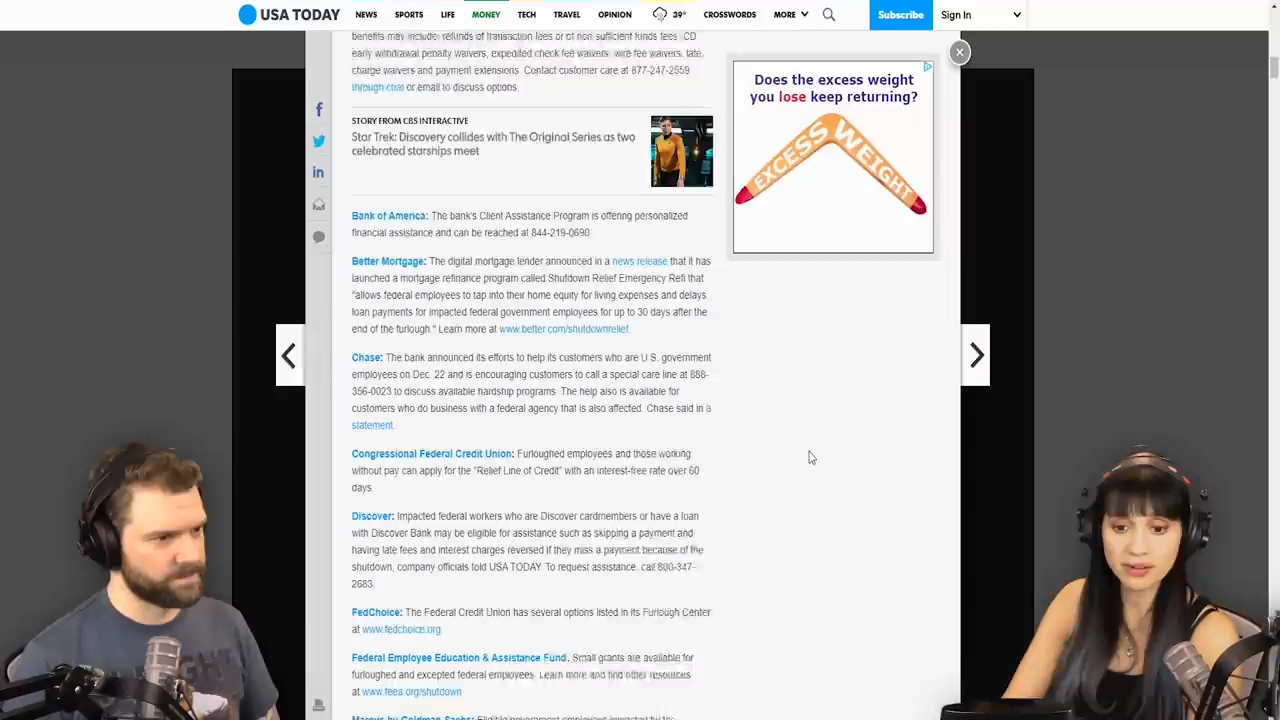 USA TODAY
NEWS SPORTS LIFE MONEY TECH TRAVEL OPINION 39° CROSSWORDS MORE Subscribe Sign In
benefits may include refunds of transaction fees or of non sufficient funds fees CD
early withdrawal penalty waivers, expedited check fee waivers, wire fee waivers, late
charge waivers and payment extensions. Contact customer care at 877-247-2559
through chat or email to discuss options.
STORY FROM CBS INTERACTIVE
Star Trek: Discovery collides with The Original Series as two
celebrated starships meet
Does the excess weight
you lose keep returning?
EXCESS WEIGHT
Bank of America: The bank's Client Assistance Program is offering personalized
financial assistance and can be reached at 844-219-0690
Better Mortgage: The digital mortgage lender announced in a news release that it has
launched a mortgage refinance program called Shutdown Relief Emergency Refi that
"allows federal employees to tap into their home equity for living expenses and delays
loan payments for impacted federal government employees for up to 30 days after the
end of the furlough." Learn more at www.better.com/shutdownrelief.
Chase: The bank announced its efforts to help its customers who are U.S. government
employees on Dec. 22 and is encouraging customers to call a special care line at 888-
356-0023 to discuss available hardship programs. The help also is available for
customers who do business with a federal agency that is also affected, Chase said in a
statement.
Congressional Federal Credit Union: Furloughed employees and those working
without pay can apply for the "Relief Line of Credit" with an interest-free rate over 60
days.
Discover: Impacted federal workers who are Discover cardmembers or have a loan
with Discover Bank may be eligible for assistance such as skipping a payment and
having late fees and interest charges reversed if they miss a payment because of the
shutdown, company officials told USA TODAY. To request assistance, call 800-347-
2683.
FedChoice: The Federal Credit Union has several options listed in its Furlough Center
at www.fedchoice.org.
Federal Employee Education & Assistance Fund. Small grants are available for
furloughed and excepted federal employees. Learn more and find other resources
at www.feea.org/shutdown
Marcus by Goldman Sachs: Eligible government employees impacted by the